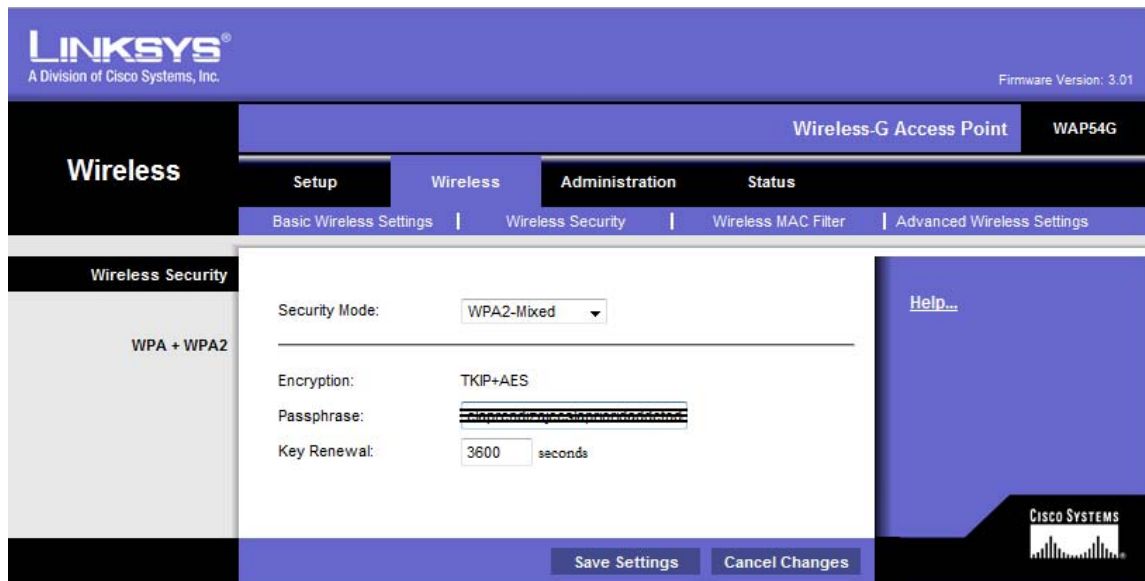 LINKSYS®
A Division of Cisco Systems, Inc.
Firmware Version: 3.01
Wireless-G Access Point
WAP54G
Wireless
Setup
Wireless
Administration
Status
Basic Wireless Settings
Wireless Security
Wireless MAC Filter
Advanced Wireless Settings
Wireless Security
Help...
Security Mode:
WPA2-Mixed
WPA + WPA2
Encryption:
TKIP+AES
Passphrase:
Key Renewal:
3600
seconds
CISCO SYSTEMS
Save Settings
Cancel Changes